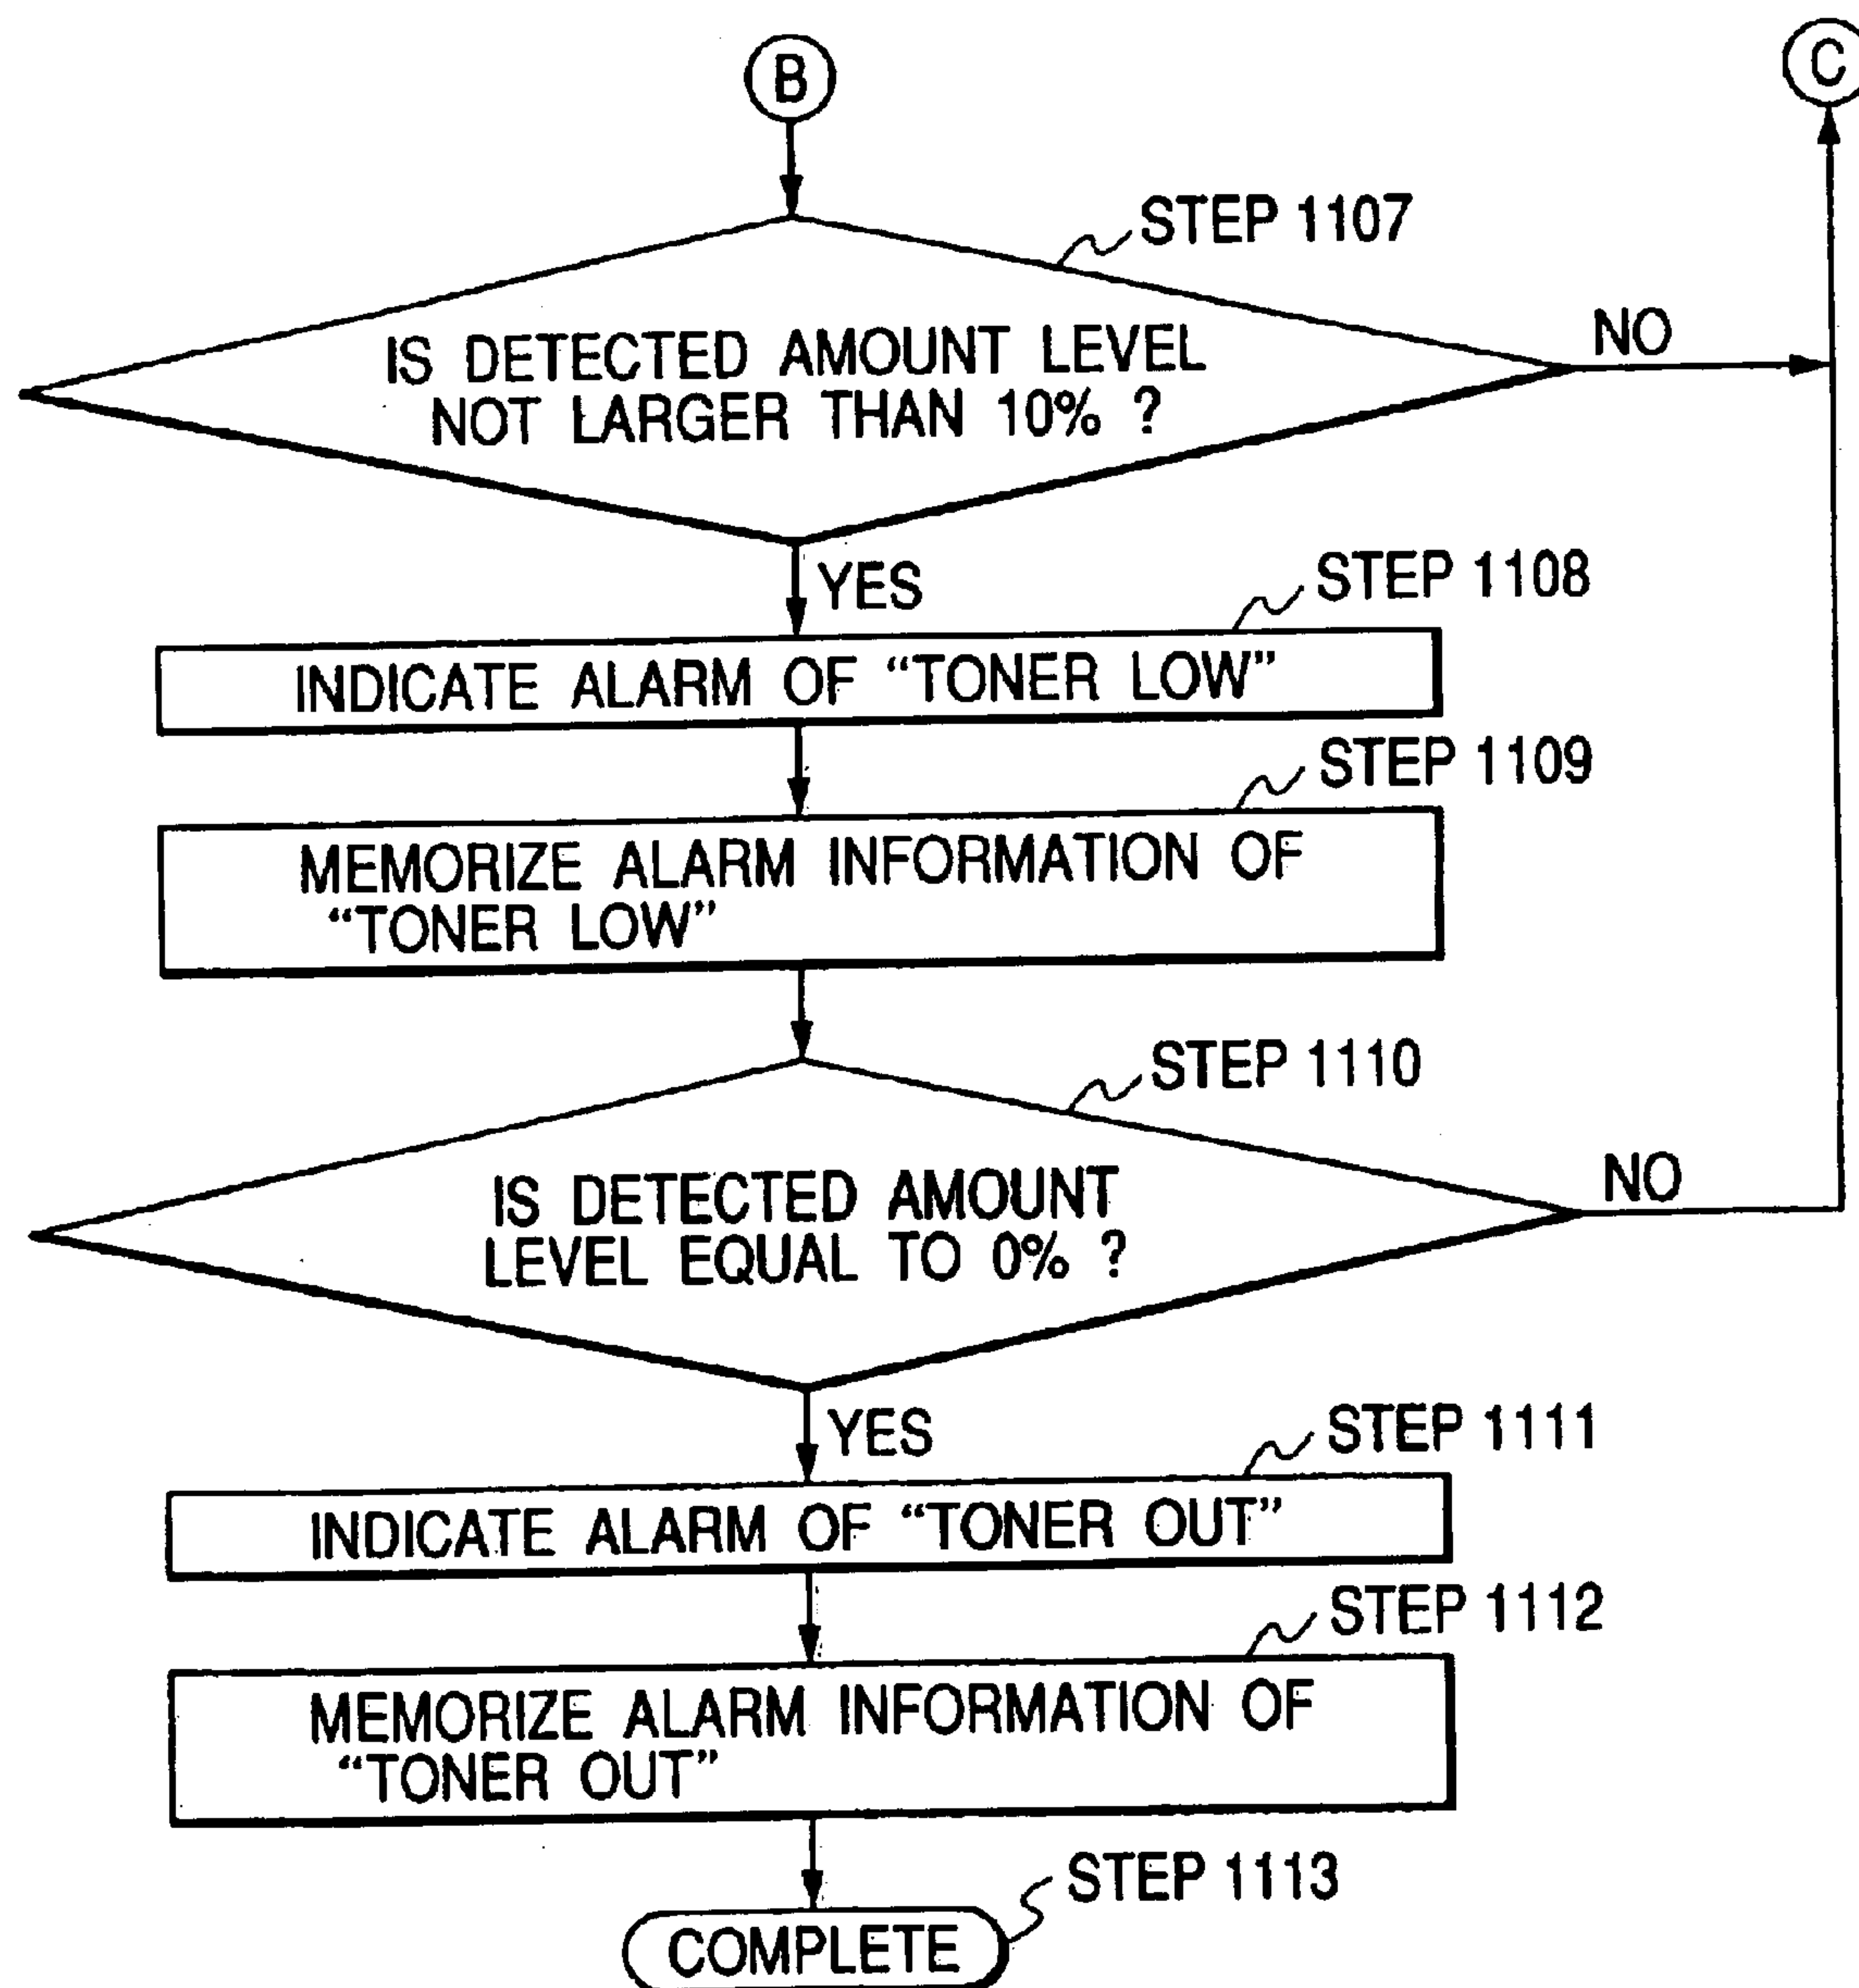 B
C
STEP 1107
IS DETECTED AMOUNT LEVEL
NOT LARGER THAN 10% ?
NO
YES
STEP 1108
INDICATE ALARM OF “TONER LOW”
STEP 1109
MEMORIZE ALARM INFORMATION OF
“TONER LOW”
STEP 1110
IS DETECTED AMOUNT
LEVEL EQUAL TO 0% ?
NO
YES
STEP 1111
INDICATE ALARM OF “TONER OUT”
STEP 1112
MEMORIZE ALARM INFORMATION OF
“TONER OUT”
STEP 1113
COMPLETE